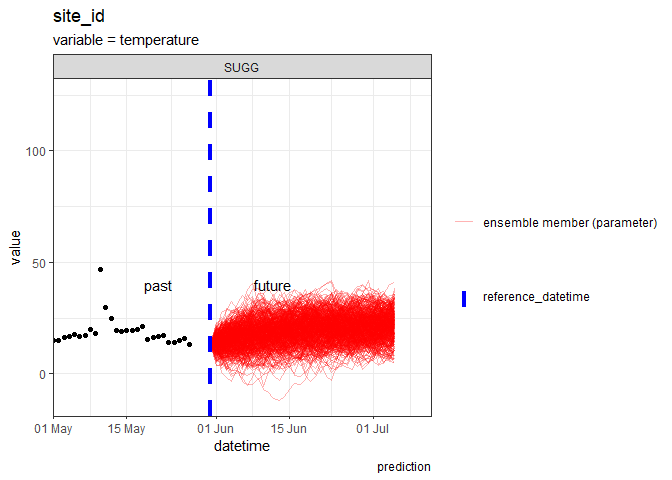 site_id
variable = temperature
SUGG
100
50
0
value
past
future
01 May
15 May
01 Jun
15 Jun
01 Jul
datetime
prediction
ensemble member (parameter)
reference_datetime